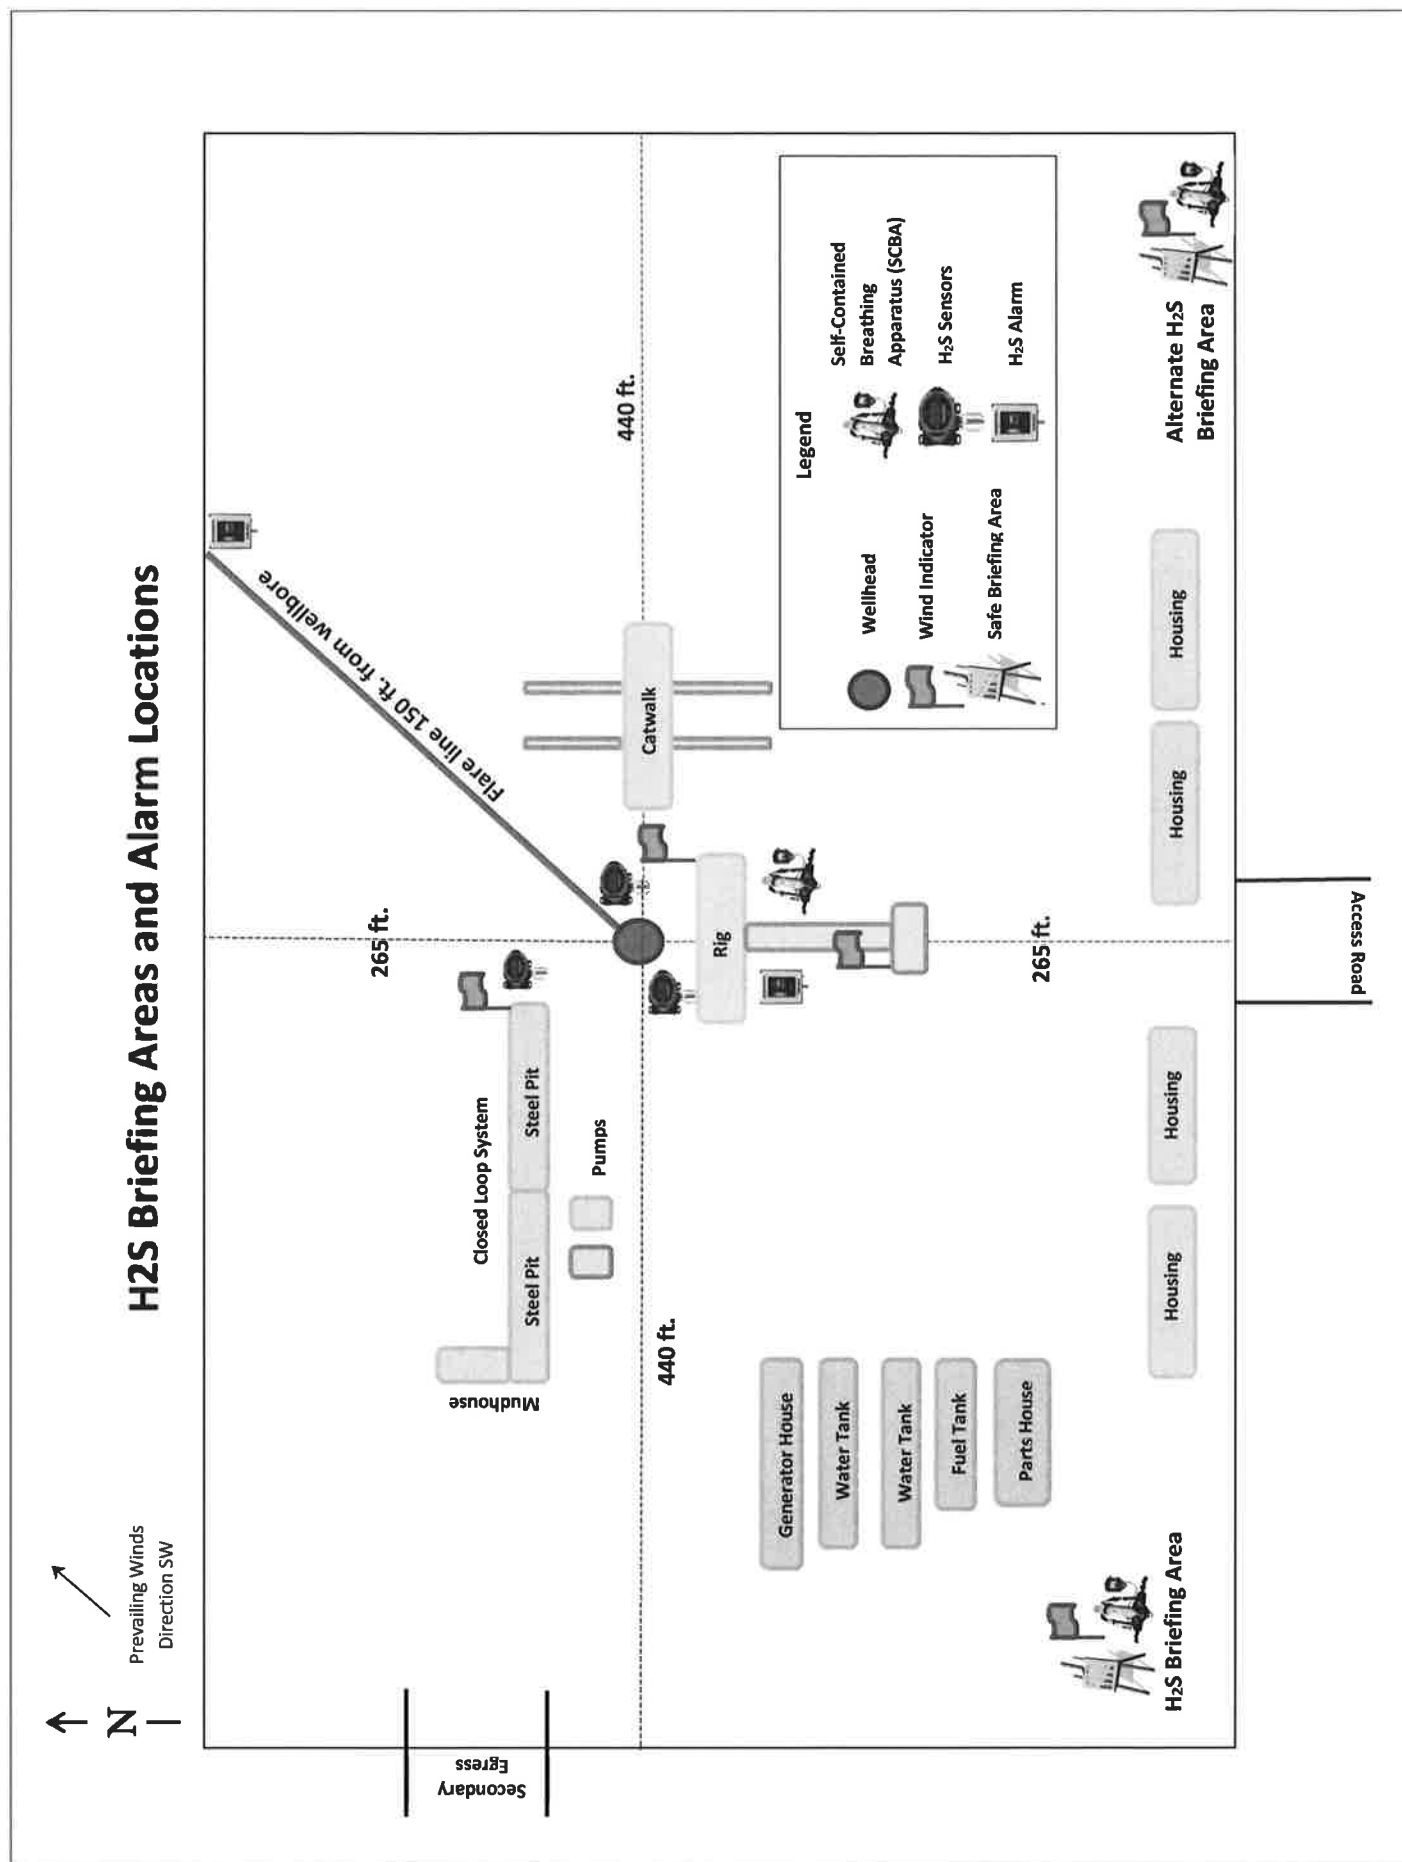 H2S Briefing Areas and Alarm Locations
N
Prevailing Winds
Direction SW
Secondary
Egress
265 ft.
Flare line 150 ft. from wellbore
Closed Loop System
Mudhouse
Steel Pit
Steel Pit
Pumps
440 ft.
440 ft.
Catwalk
Rig
265 ft.
Generator House
Water Tank
Water Tank
Fuel Tank
Parts House
Legend
Wellhead
Wind Indicator
Safe Briefing Area
Self-Contained
Breathing
Apparatus (SCBA)
H2S Sensors
H2S Alarm
H2S Briefing Area
Housing
Housing
Housing
Housing
Alternate H2S
Briefing Area
Access Road